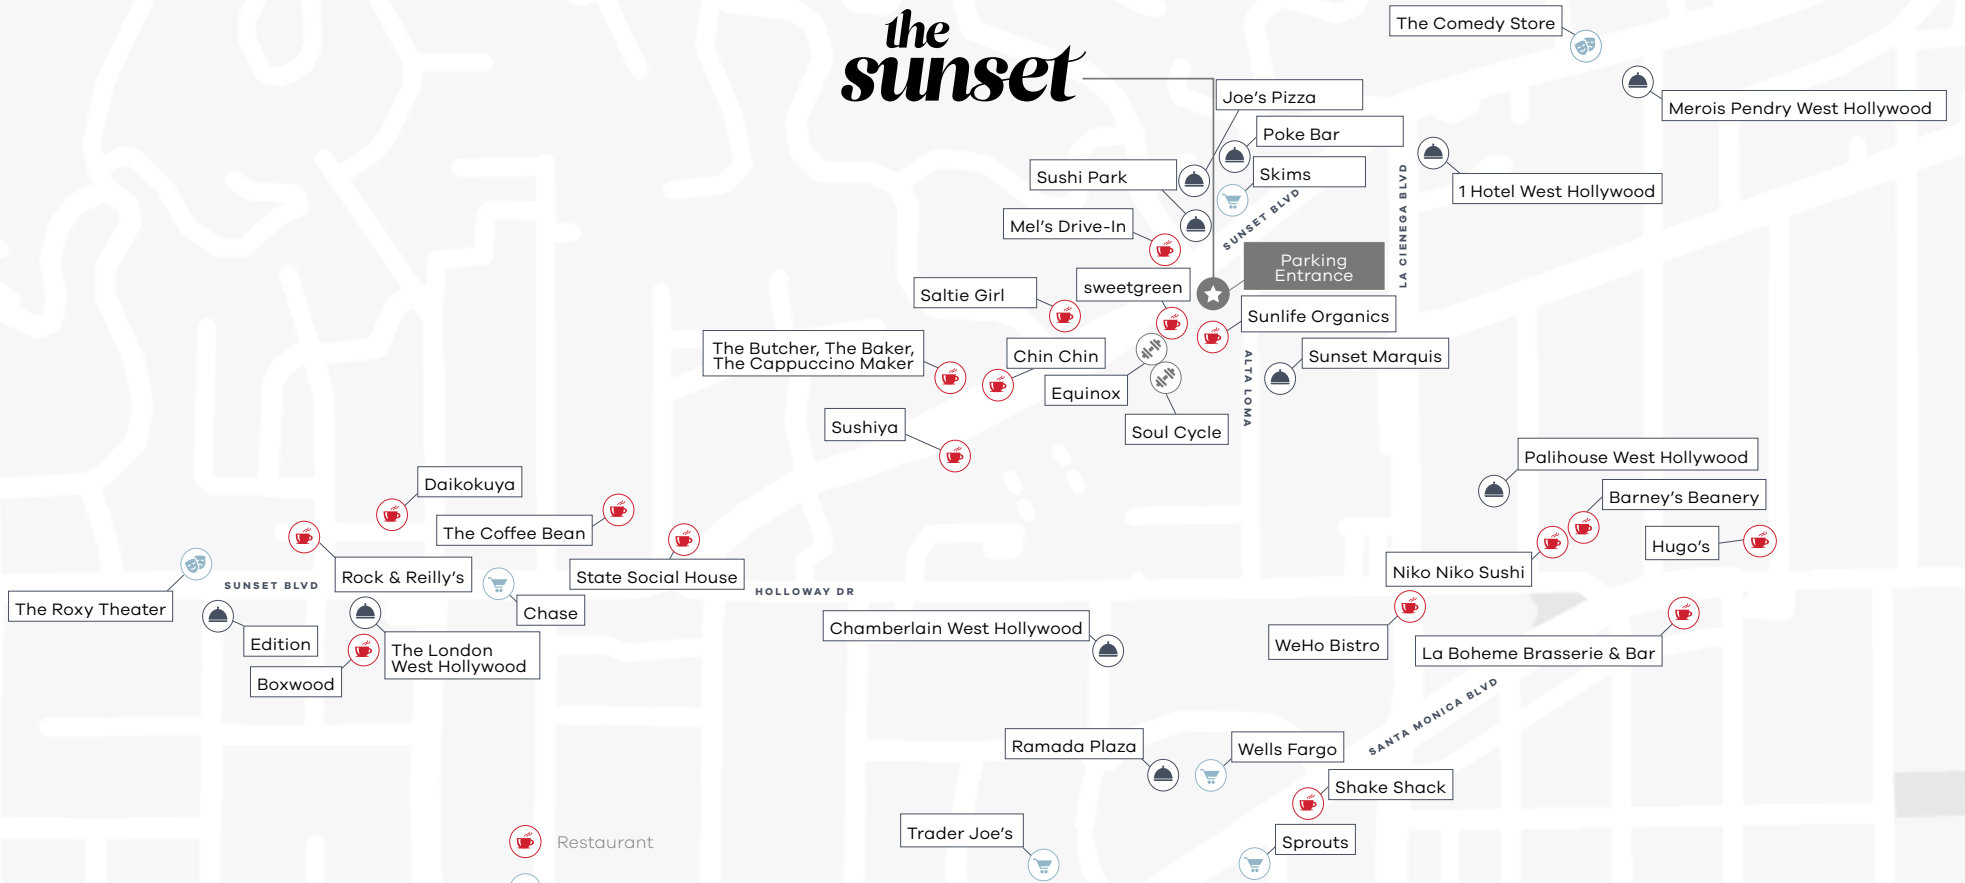 the
sunset
The Comedy Store
Merois Pendry West Hollywood
Joe's Pizza
Poke Bar
Sushi Park
Skims
1 Hotel West Hollywood
Mel's Drive-In
SUNSET BLVD
LA CIENEGA BLVD
Parking
Entrance
Saltie Girl
sweetgreen
Sunlife Organics
The Butcher, The Baker,
The Cappuccino Maker
Chin Chin
Sunset Marquis
Equinox
ALTA LOMA
Sushiya
Soul Cycle
Palihouse West Hollywood
Daikokuya
Barney's Beanery
The Coffee Bean
Hugo's
Rock & Reilly's
State Social House
Niko Niko Sushi
SUNSET BLVD
HOLLOWAY DR
The Roxy Theater
Chase
Chamberlain West Hollywood
Edition
The London
West Hollywood
WeHo Bistro
La Boheme Brasserie & Bar
Boxwood
SANTA MONICA BLVD
Ramada Plaza
Wells Fargo
Shake Shack
Trader Joe's
Sprouts
Restaurant